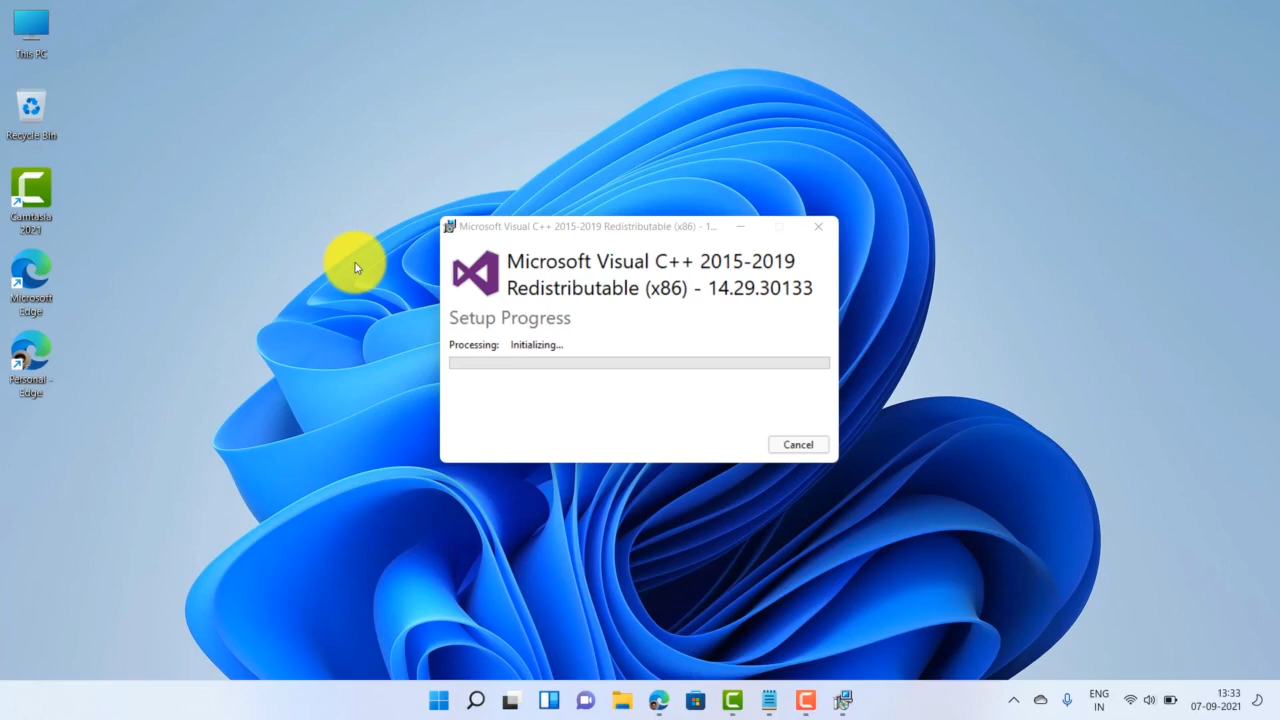 This PC
Recycle Bin
Camtasia
2021
Microsoft
Edge
Personal -
Edge
Microsoft Visual C++ 2015-2019 Redistributable (x86) - 1...
Microsoft Visual C++ 2015-2019
Redistributable (x86) - 14.29.30133
Setup Progress
Processing: Initializing...
Cancel
ENG
IN
13:33
07-09-2021